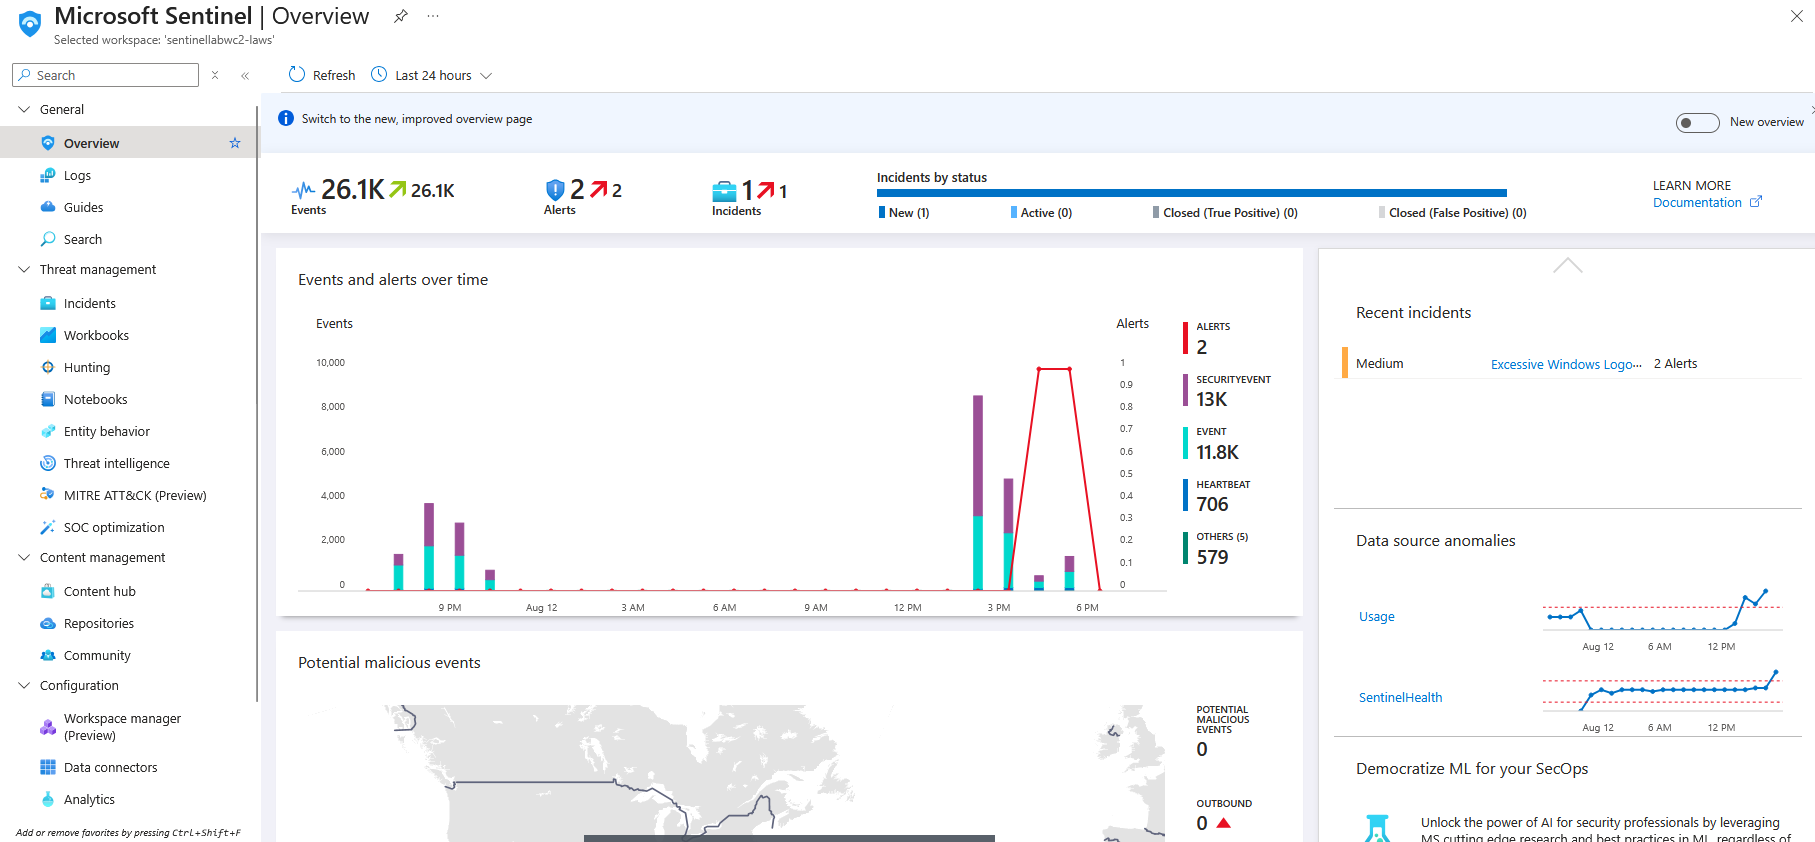 Microsoft Sentinel | Overview
Selected workspace: 'sentinellabwc2-laws'
Search
General
Overview
Logs
Guides
Search
Threat management
Incidents
Workbooks
Hunting
Notebooks
Entity behavior
Threat intelligence
MITRE ATT&CK (Preview)
SOC optimization
Content management
Content hub
Repositories
Community
Configuration
Workspace manager
(Preview)
Data connectors
Analytics
Add or remove favorites by pressing Ctrl+Shift+F
Refresh
Last 24 hours
Switch to the new, improved overview page
New overview
26.1K 26.1K
Events
2 2
Alerts
1 1
Incidents
Incidents by status
New (1)
Active (0)
Closed (True Positive) (0)
Closed (False Positive) (0)
LEARN MORE
Documentation
Events and alerts over time
Events
Alerts
10,000
8,000
6,000
4,000
2,000
0
1
0.9
0.8
0.7
0.6
0.5
0.4
0.3
0.2
0.1
0
9 PM
Aug 12
3 AM
6 AM
9 AM
12 PM
3 PM
6 PM
ALERTS
2
SECURITYEVENT
13K
EVENT
11.8K
HEARTBEAT
706
OTHERS (5)
579
Potential malicious events
POTENTIAL
MALICIOUS
EVENTS
0
OUTBOUND
0
Recent incidents
Medium
Excessive Windows Logo...
2 Alerts
Data source anomalies
Usage
Aug 12
6 AM
12 PM
SentinelHealth
Aug 12
6 AM
12 PM
Democratize ML for your SecOps
Unlock the power of AI for security professionals by leveraging
MS cutting edge research and best practices in ML, regardless of